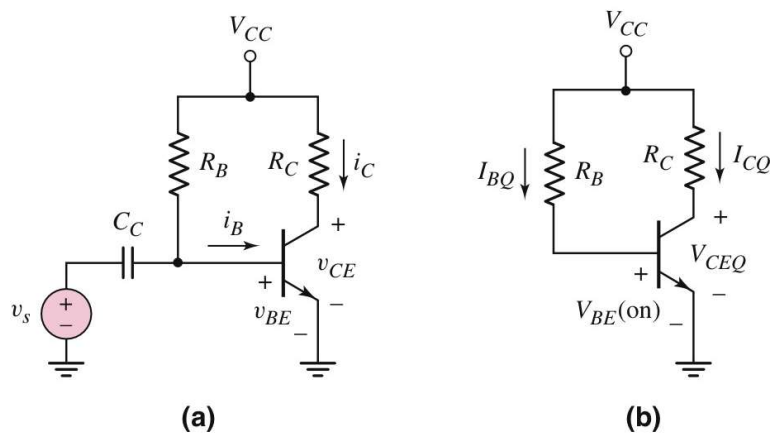 V_CC
R_B
R_C
i_C
C_C
i_B
+
v_CE
+
−
v_s
+
−
v_BE
−
(a)
V_CC
I_BQ
R_B
R_C
I_CQ
+
V_CEQ
+
−
V_BE(on)
−
(b)